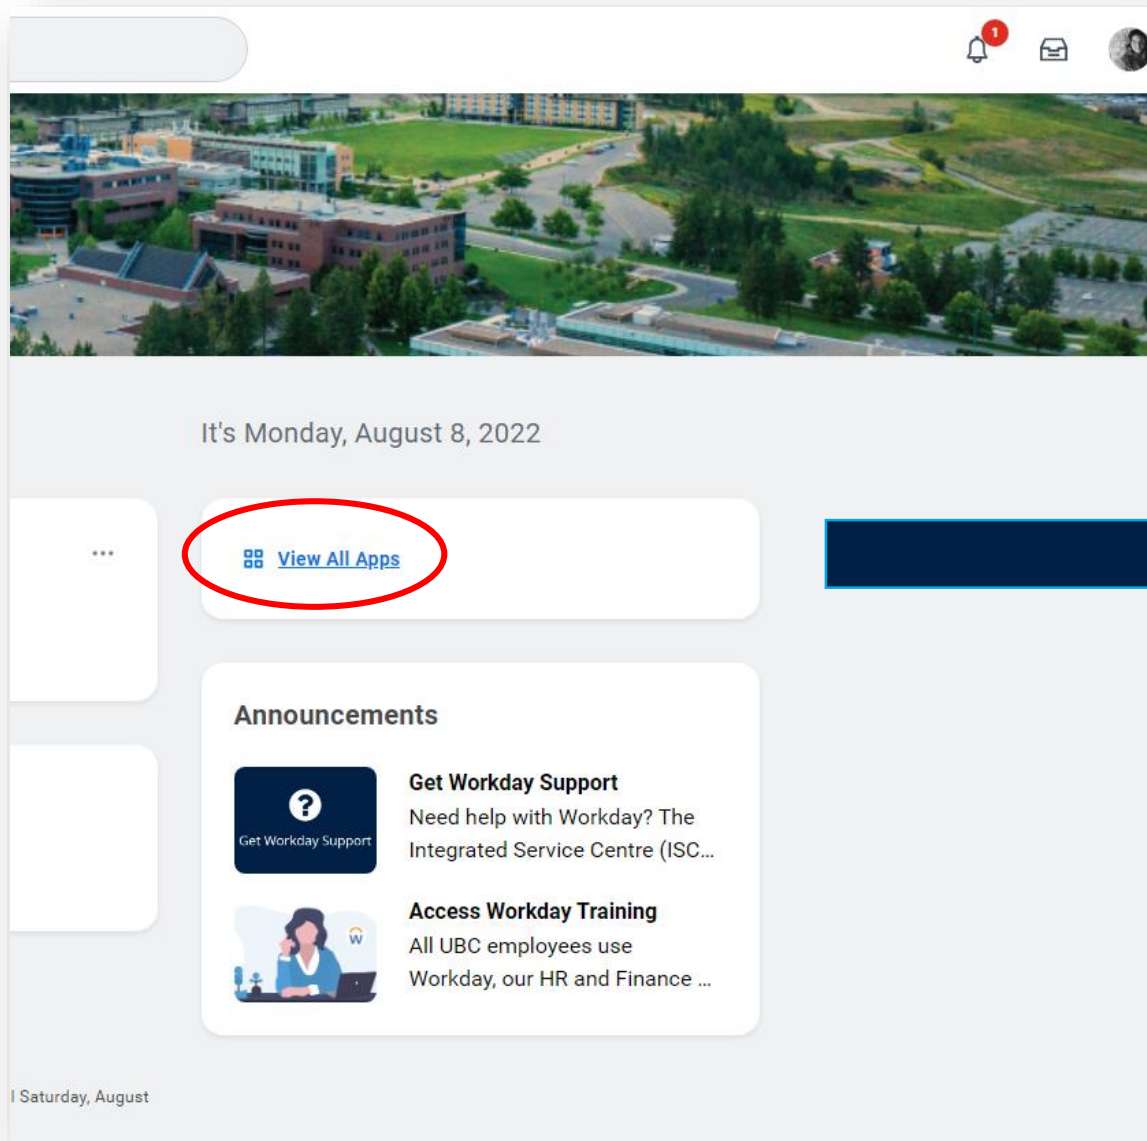 1
It's Monday, August 8, 2022
View All Apps
Announcements
Get Workday Support
Get Workday Support
Need help with Workday? The
Integrated Service Centre (ISC...
W
Access Workday Training
All UBC employees use
Workday, our HR and Finance ...
l Saturday, August